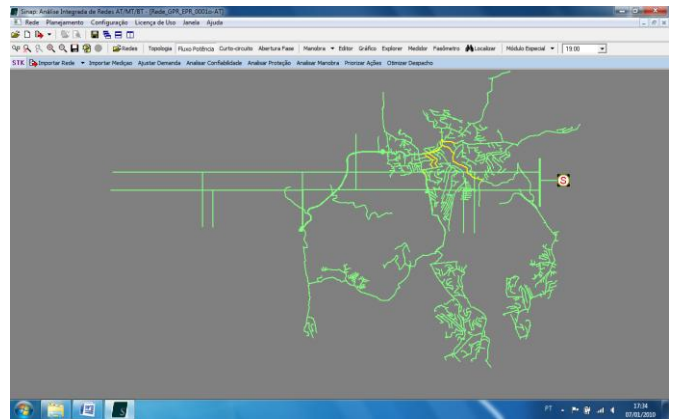 Sinap: Análise Integrada de Redes AT/MT/BT - [Rede_GPR_EPR_0001o-AT]
Rede Planejamento Configuração Licença de Uso Janela Ajuda
Redes Topologia Fluxo Potência Curto-circuito Abertura Fase Manobra Editor Gráfico Explorer Medidor Fasômetro Localizar Módulo Especial 19:00
STK Importar Rede Importar Medição Ajustar Demanda Analisar Confiabilidade Analisar Proteção Analisar Manobra Priorizar Ações Otimizar Despacho
S
PT 17:34
07/01/2010